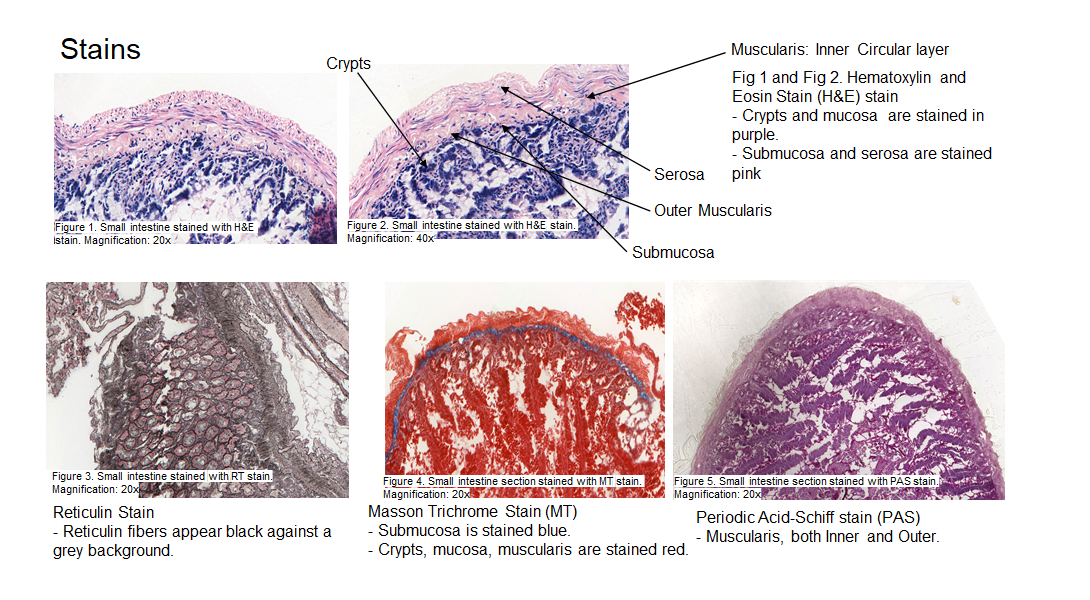 Stains
Crypts
Muscularis: Inner Circular layer
Fig 1 and Fig 2. Hematoxylin and
Eosin Stain (H&E) stain
- Crypts and mucosa are stained in
purple.
- Submucosa and serosa are stained
pink
Serosa
Outer Muscularis
Submucosa
Figure 1. Small intestine stained with H&E
stain. Magnification: 20x
Figure 2. Small intestine stained with H&E stain.
Magnification: 40x
Figure 3. Small intestine stained with RT stain.
Magnification: 20x
Reticulin Stain
- Reticulin fibers appear black against a
grey background.
Figure 4. Small intestine section stained with MT stain.
Magnification: 20x
Masson Trichrome Stain (MT)
- Submucosa is stained blue.
- Crypts, mucosa, muscularis are stained red.
Figure 5. Small intestine section stained with PAS stain.
Magnification: 20x
Periodic Acid-Schiff stain (PAS)
- Muscularis, both Inner and Outer.